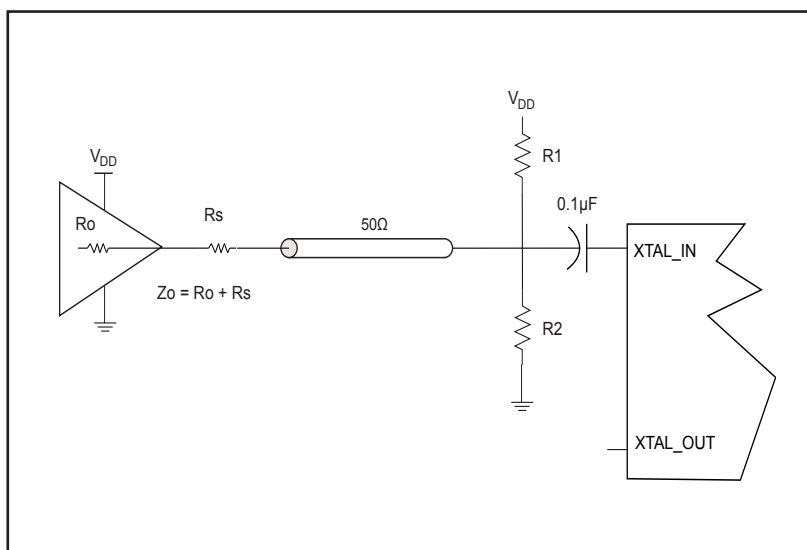 V_DD
R1
V_DD
0.1µF
Ro
Rs
50Ω
XTAL_IN
Zo = Ro + Rs
R2
XTAL_OUT